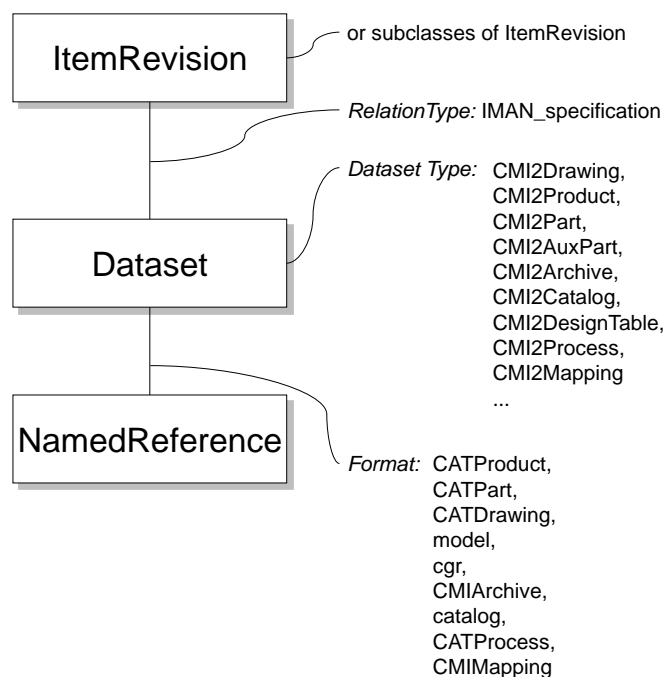 ItemRevision
or subclasses of ItemRevision
RelationType: IMAN_specification
Dataset
Dataset Type: CMI2Drawing,
CMI2Product,
CMI2Part,
CMI2AuxPart,
CMI2Archive,
CMI2Catalog,
CMI2DesignTable,
CMI2Process,
CMI2Mapping
...
NamedReference
Format: CATProduct,
CATPart,
CATDrawing,
model,
cgr,
CMIArchive,
catalog,
CATProcess,
CMIMapping